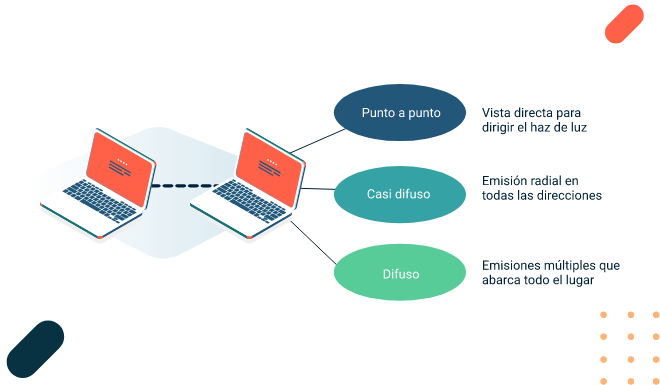 Punto a punto
Vista directa para
dirigir el haz de luz
Casi difuso
Emisión radial en
todas las direcciones
Difuso
Emisiones múltiples que
abarca todo el lugar